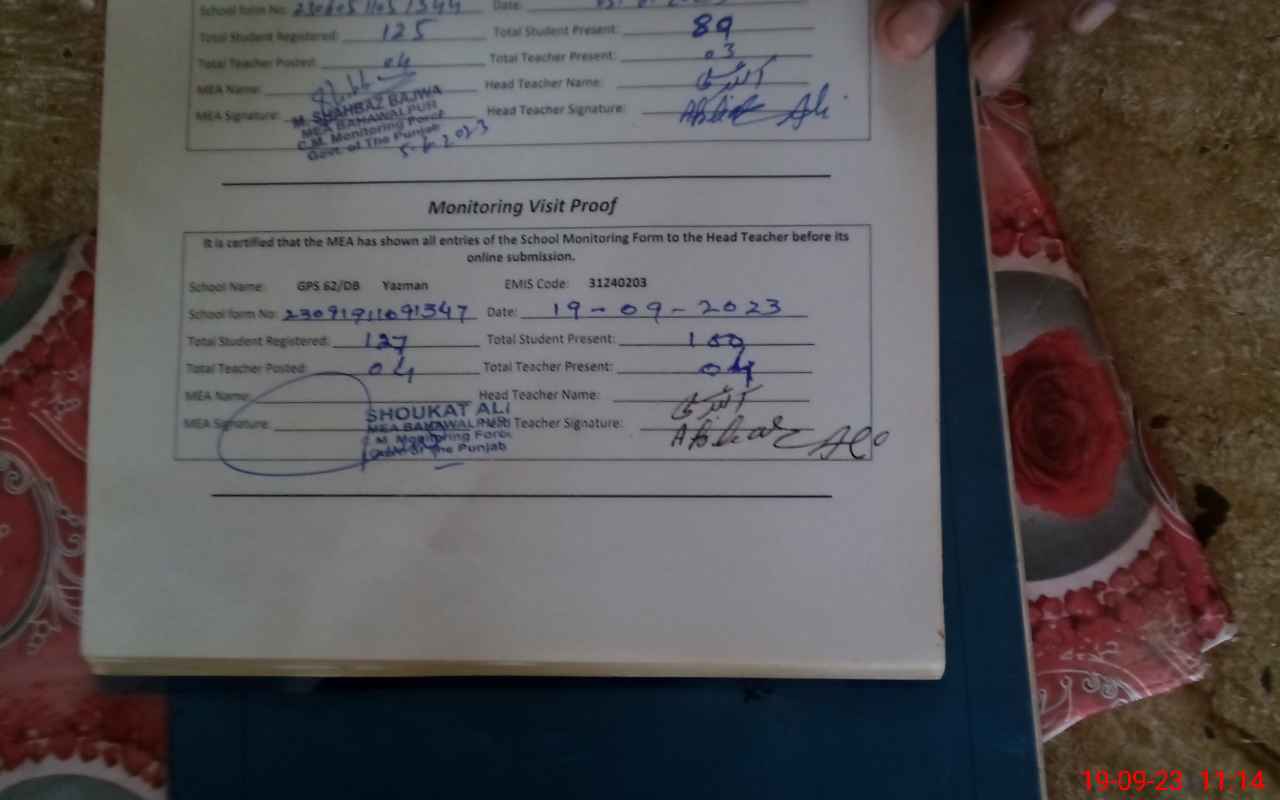 School form No: Date:
Total Student Registered: 125 Total Student Present: 89
Total Teacher Posted: 04 Total Teacher Present: 03
MEA Name: Head Teacher Name:
MEA Signature: Head Teacher Signature:
M. SHAHBAZ BAJWA
MEA BAHAWALPUR
C.M. Monitoring Force
Govt. of The Punjab
5-6-2023
Monitoring Visit Proof
It is certified that the MEA has shown all entries of the School Monitoring Form to the Head Teacher before its
online submission.
School Name: GPS 62/DB Yazman EMIS Code: 31240203
School form No: 23091911091347 Date: 19-09-2023
Total Student Registered: 127 Total Student Present: 100
Total Teacher Posted: 04 Total Teacher Present: 04
MEA Name: Head Teacher Name:
MEA Signature: Teacher Signature:
SHOUKAT ALI
MEA BAHAWALPUR
C.M. Monitoring Force
Govt of The Punjab
19-09-23 11:14